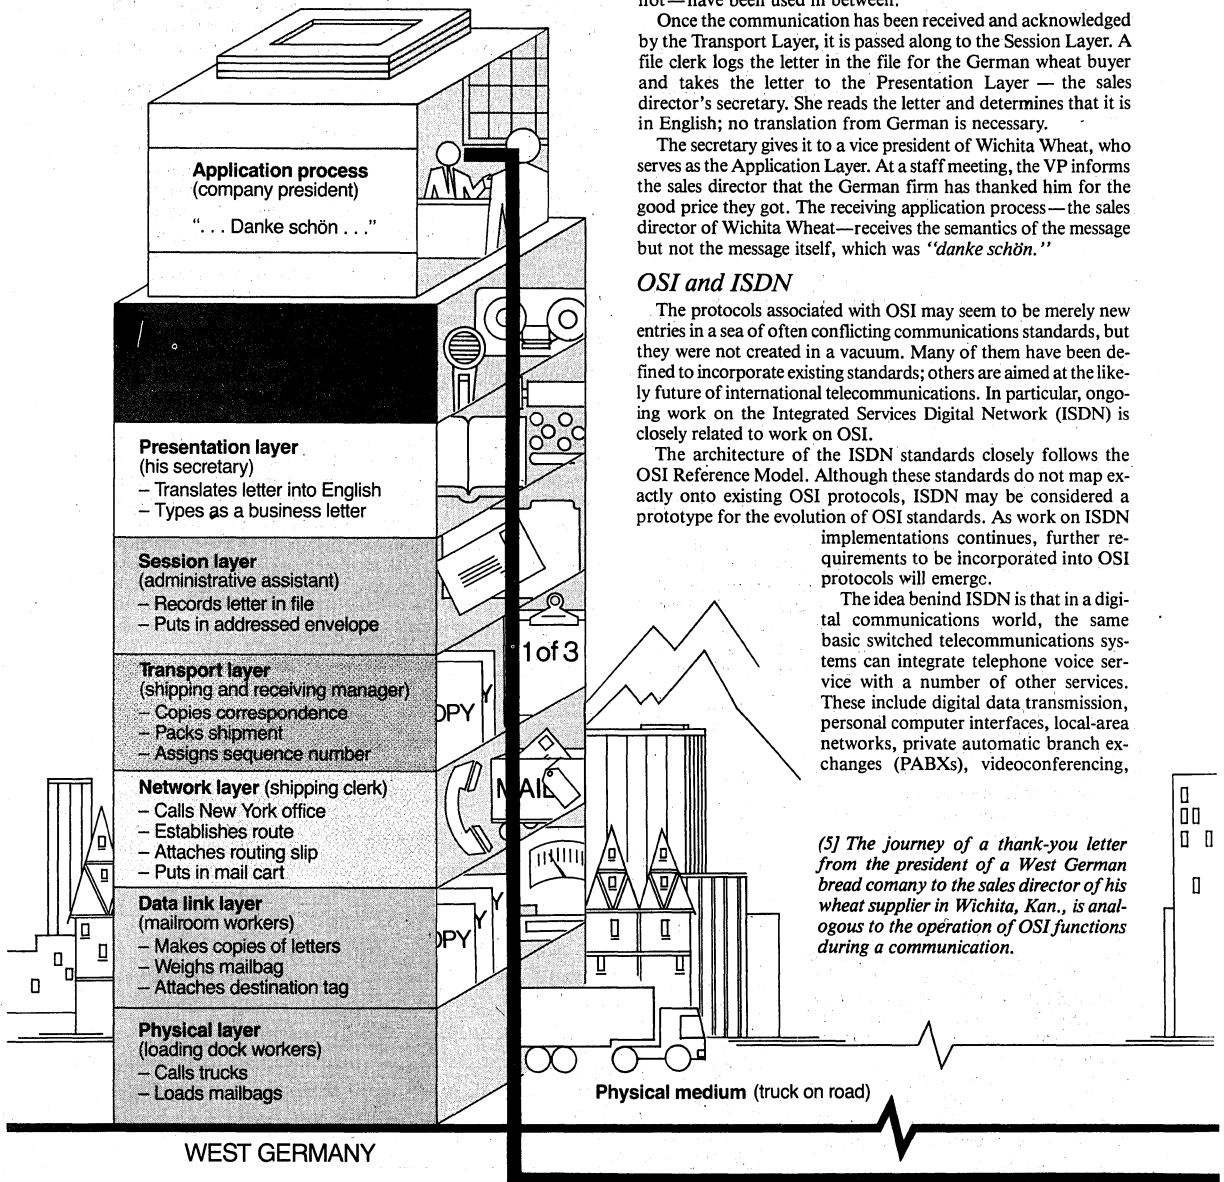 not—have been used in between.
Once the communication has been received and acknowledged
by the Transport Layer, it is passed along to the Session Layer. A
file clerk logs the letter in the file for the German wheat buyer
and takes the letter to the Presentation Layer — the sales
director's secretary. She reads the letter and determines that it is
in English; no translation from German is necessary.
The secretary gives it to a vice president of Wichita Wheat, who
serves as the Application Layer. At a staff meeting, the VP informs
the sales director that the German firm has thanked him for the
good price they got. The receiving application process—the sales
director of Wichita Wheat—receives the semantics of the message
but not the message itself, which was "danke schön."
OSI and ISDN
The protocols associated with OSI may seem to be merely new
entries in a sea of often conflicting communications standards, but
they were not created in a vacuum. Many of them have been de-
fined to incorporate existing standards; others are aimed at the like-
ly future of international telecommunications. In particular, ongo-
ing work on the Integrated Services Digital Network (ISDN) is
closely related to work on OSI.
The architecture of the ISDN standards closely follows the
OSI Reference Model. Although these standards do not map ex-
actly onto existing OSI protocols, ISDN may be considered a
prototype for the evolution of OSI standards. As work on ISDN
implementations continues, further re-
quirements to be incorporated into OSI
protocols will emerge.
The idea benind ISDN is that in a digi-
tal communications world, the same
basic switched telecommunications sys-
tems can integrate telephone voice ser-
vice with a number of other services.
These include digital data transmission,
personal computer interfaces, local-area
networks, private automatic branch ex-
changes (PABXs), videoconferencing,
Application process
(company president)
". . . Danke schön . . ."
Presentation layer
(his secretary)
– Translates letter into English
– Types as a business letter
Session layer
(administrative assistant)
– Records letter in file
– Puts in addressed envelope
Transport layer
(shipping and receiving manager)
– Copies correspondence
– Packs shipment
– Assigns sequence number
OPY
Y
1 of 3
Network layer (shipping clerk)
– Calls New York office
– Establishes route
– Attaches routing slip
– Puts in mail cart
MAIL
Data link layer
(mailroom workers)
– Makes copies of letters
– Weighs mailbag
– Attaches destination tag
OPY
Y
Y
Physical layer
(loading dock workers)
– Calls trucks
– Loads mailbags
Physical medium (truck on road)
WEST GERMANY
(5] The journey of a thank-you letter
from the president of a West German
bread comany to the sales director of his
wheat supplier in Wichita, Kan., is anal-
ogous to the operation of OSI functions
during a communication.